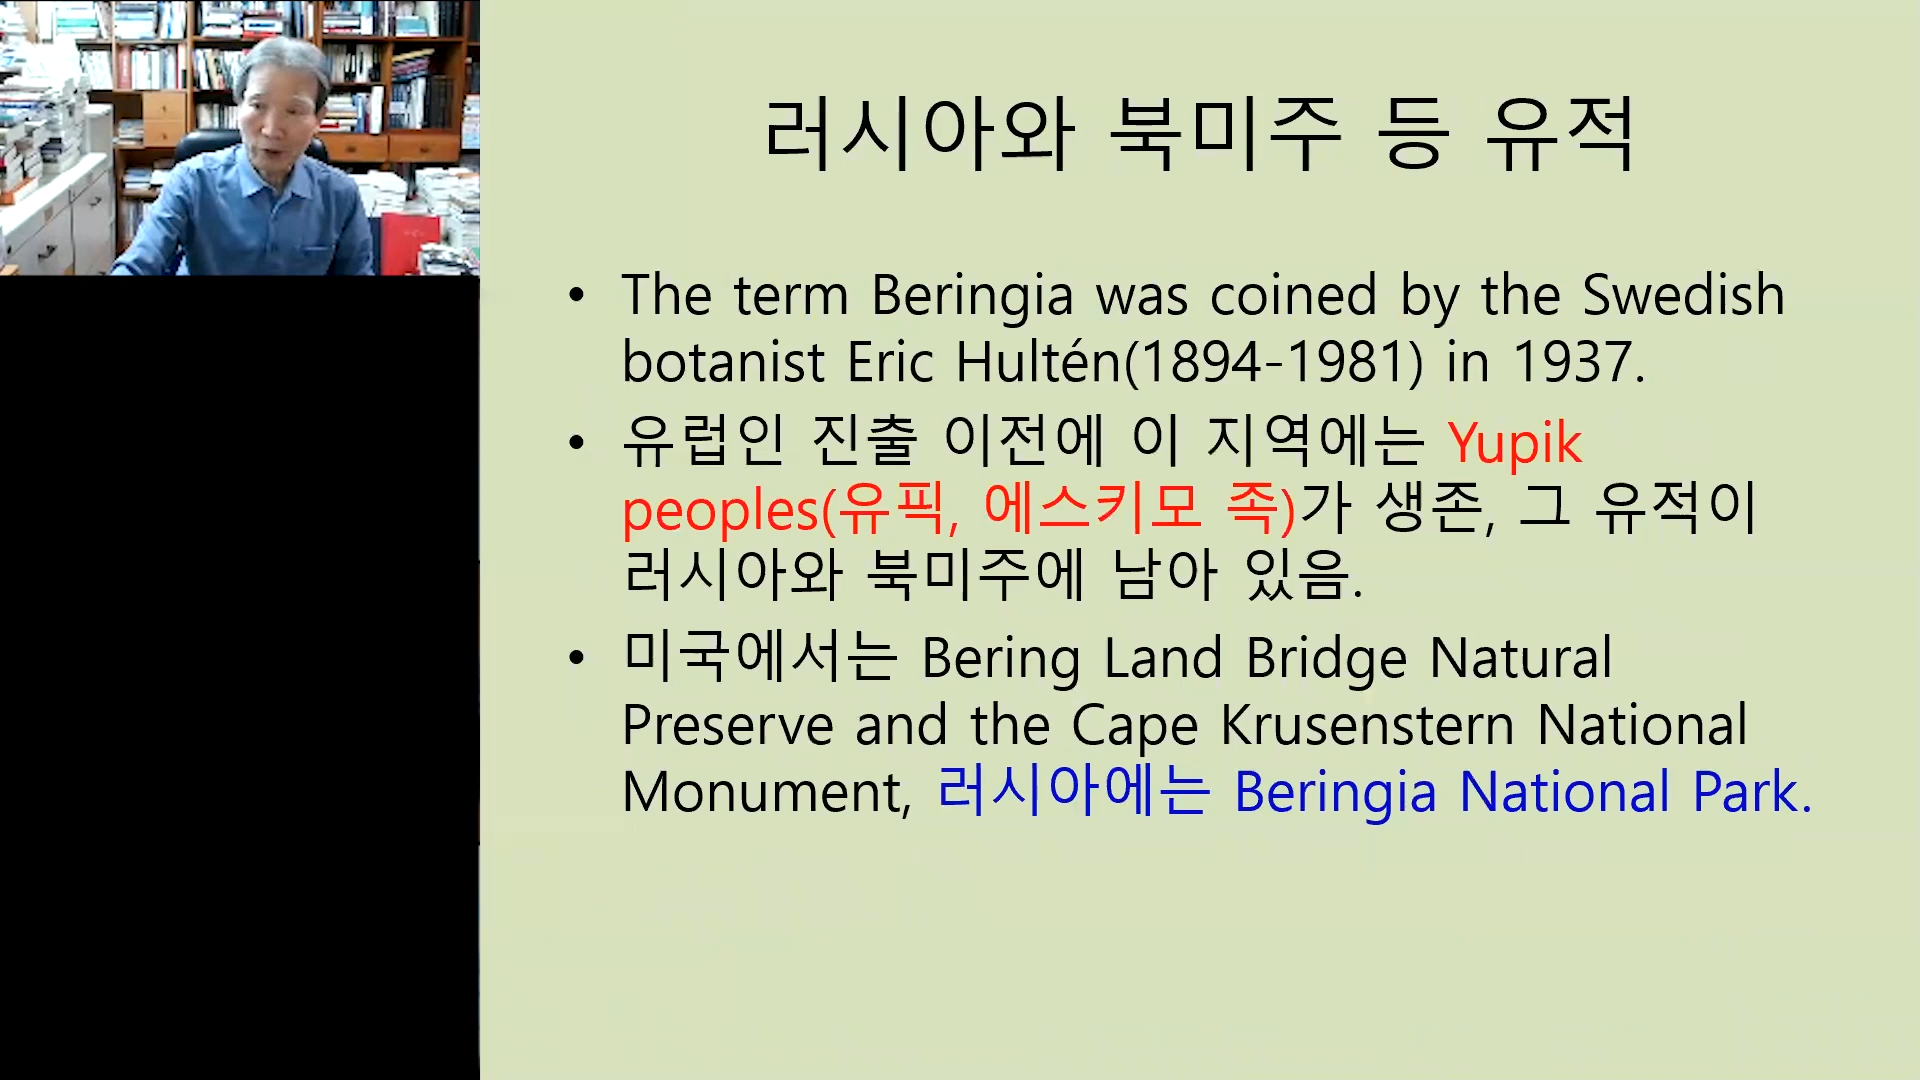 러시아와 북미주 등 유적
• The term Beringia was coined by the Swedish
botanist Eric Hultén(1894-1981) in 1937.
• 유럽인 진출 이전에 이 지역에는 Yupik
peoples(유픽, 에스키모 족)가 생존, 그 유적이
러시아와 북미주에 남아 있음.
• 미국에서는 Bering Land Bridge Natural
Preserve and the Cape Krusenstern National
Monument, 러시아에는 Beringia National Park.